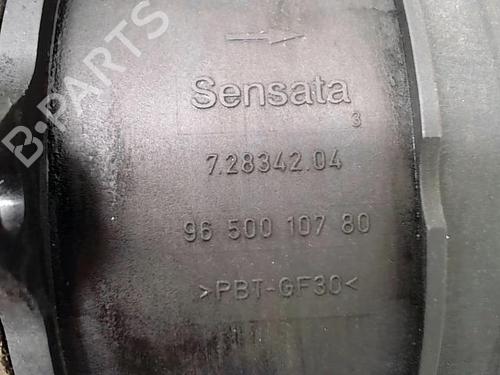 B-PARTS
Sensata
3
7.28342.04
96 500 107 80
>PBT-GF30<